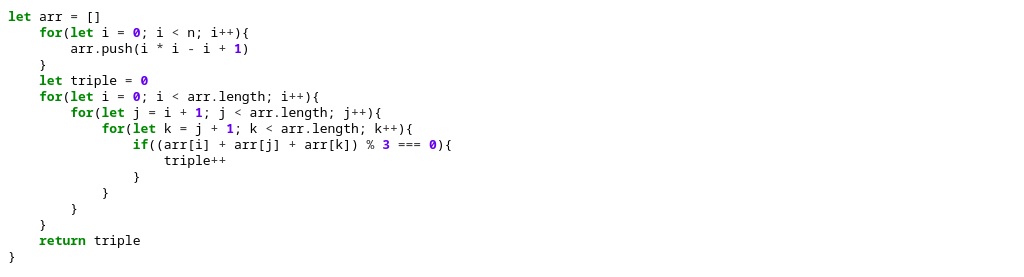 let arr = []
    for(let i = 0; i < n; i++){
        arr.push(i * i - i + 1)
    }
    let triple = 0
    for(let i = 0; i < arr.length; i++){
        for(let j = i + 1; j < arr.length; j++){
            for(let k = j + 1; k < arr.length; k++){
                if((arr[i] + arr[j] + arr[k]) % 3 === 0){
                    triple++
                }
            }
        }
    }
    return triple
}